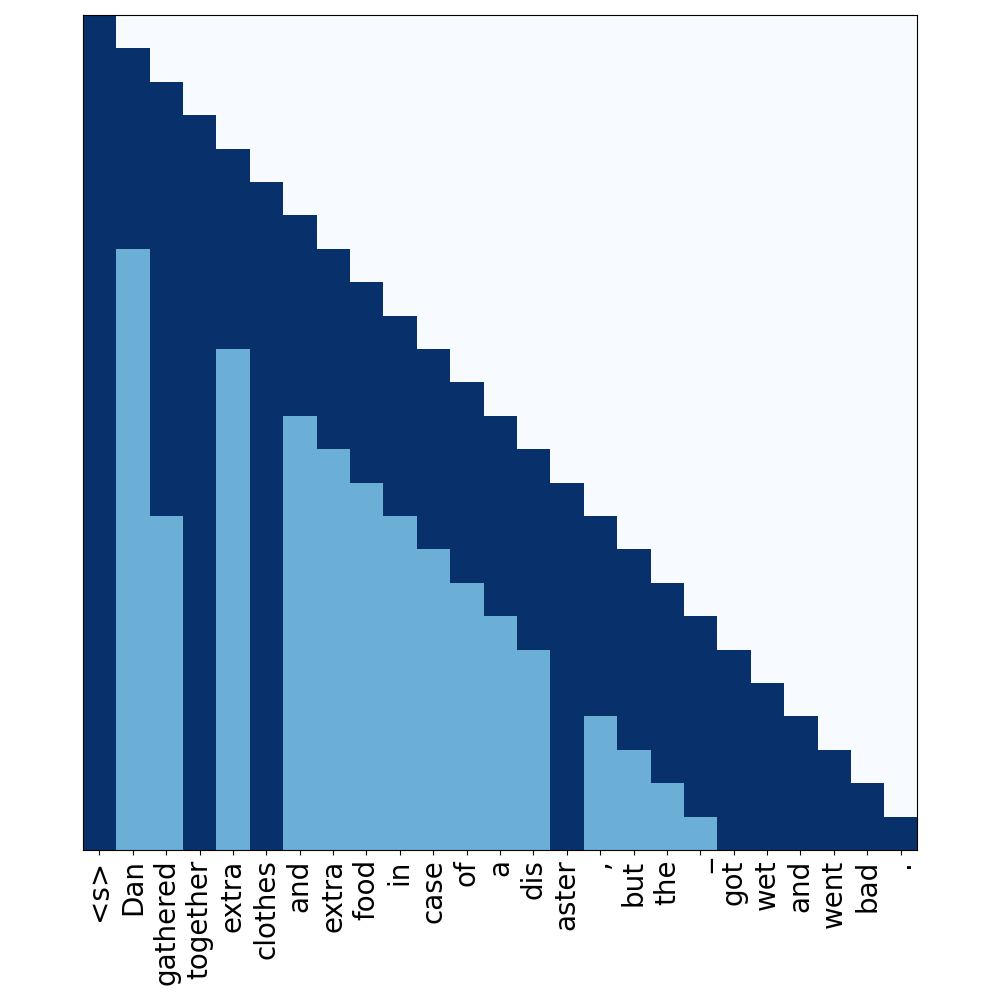 <s>
Dan
gathered
together
extra
clothes
and
extra
food
in
case
of
a
dis
aster
,
but
the
_
got
wet
and
went
bad
.